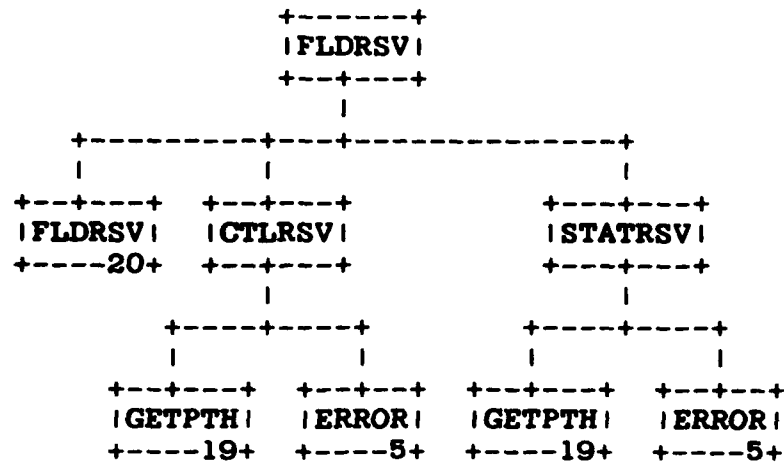 FLDRSV
FLDRSV CTLRSV STATRSV
20
GETPTH ERROR GETPTH ERROR
19 5 19 5